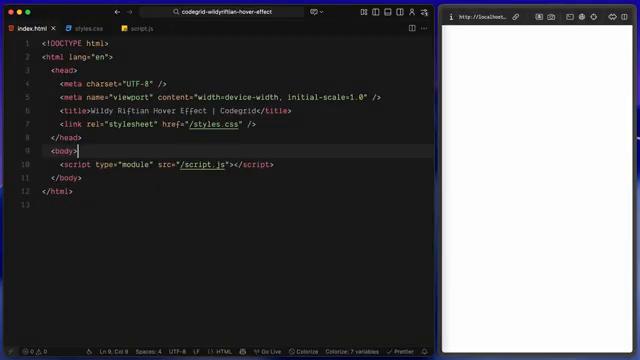 codegrid-wildyriftian-hover-effect
index.html
styles.css
script.js
http://localhost...
1 <!DOCTYPE html>
2 <html lang="en">
3 <head>
4 <meta charset="UTF-8" />
5 <meta name="viewport" content="width=device-width, initial-scale=1.0" />
6 <title>Wildy Riftian Hover Effect | Codegrid</title>
7 <link rel="stylesheet" href="/styles.css" />
8 </head>
9 <body>
10 <script type="module" src="/script.js"></script>
11 </body>
12 </html>
13
0 0 Ln 9, Col 9 Spaces: 4 UTF-8 LF {} HTML Go Live Colorize Colorize: 7 variables Prettier